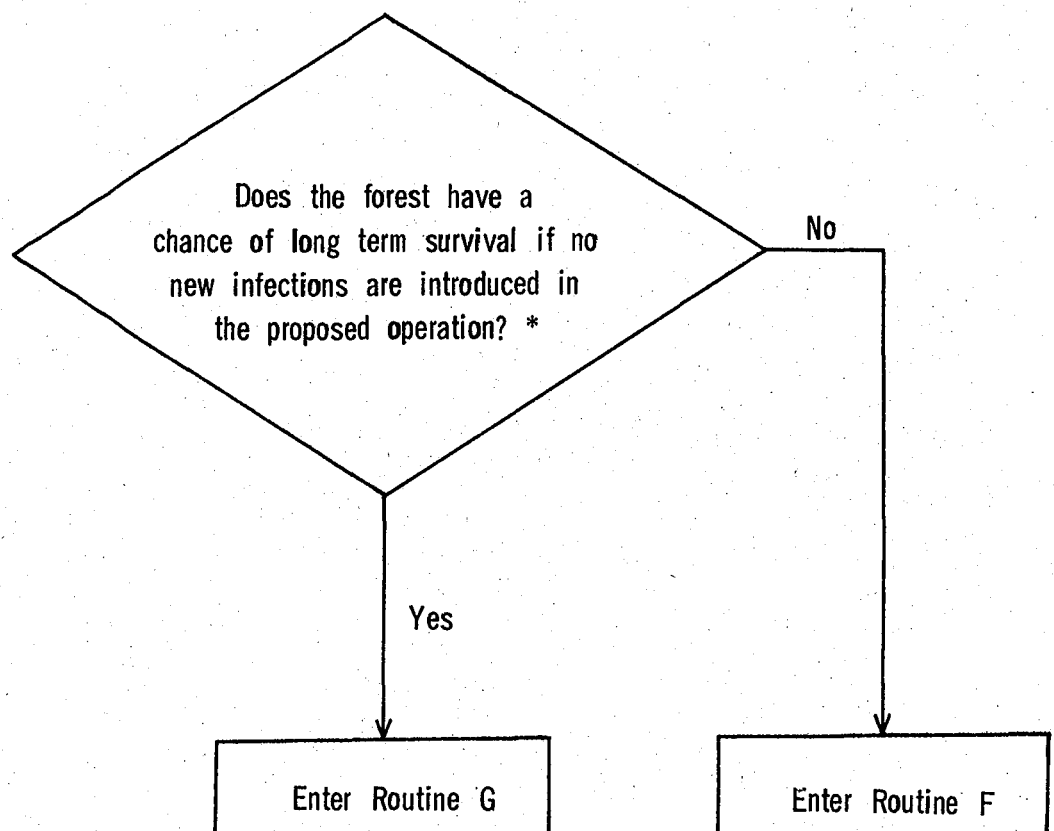 Does the forest have a
chance of long term survival if no
new infections are introduced in
the proposed operation? *
No
Yes
Enter Routine G
Enter Routine F